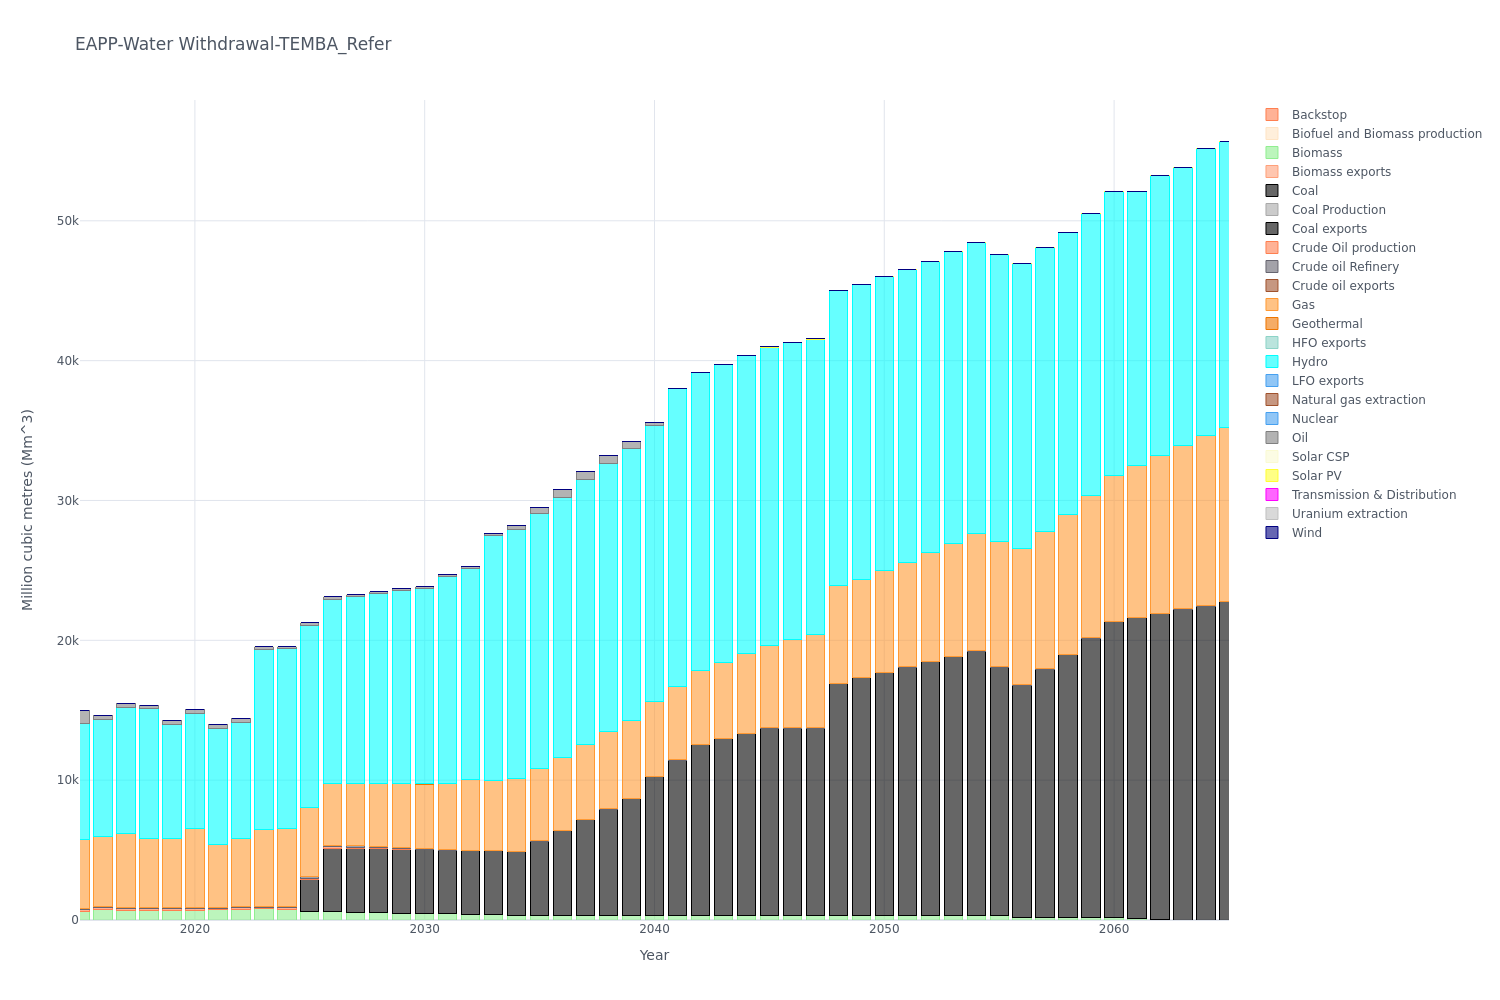 EAPP-Water Withdrawal-TEMBA_Refer
Million cubic metres (Mm^3)
50k
40k
30k
20k
10k
0
2020
2030
2040
2050
2060
Year
Backstop
Biofuel and Biomass production
Biomass
Biomass exports
Coal
Coal Production
Coal exports
Crude Oil production
Crude oil Refinery
Crude oil exports
Gas
Geothermal
HFO exports
Hydro
LFO exports
Natural gas extraction
Nuclear
Oil
Solar CSP
Solar PV
Transmission & Distribution
Uranium extraction
Wind